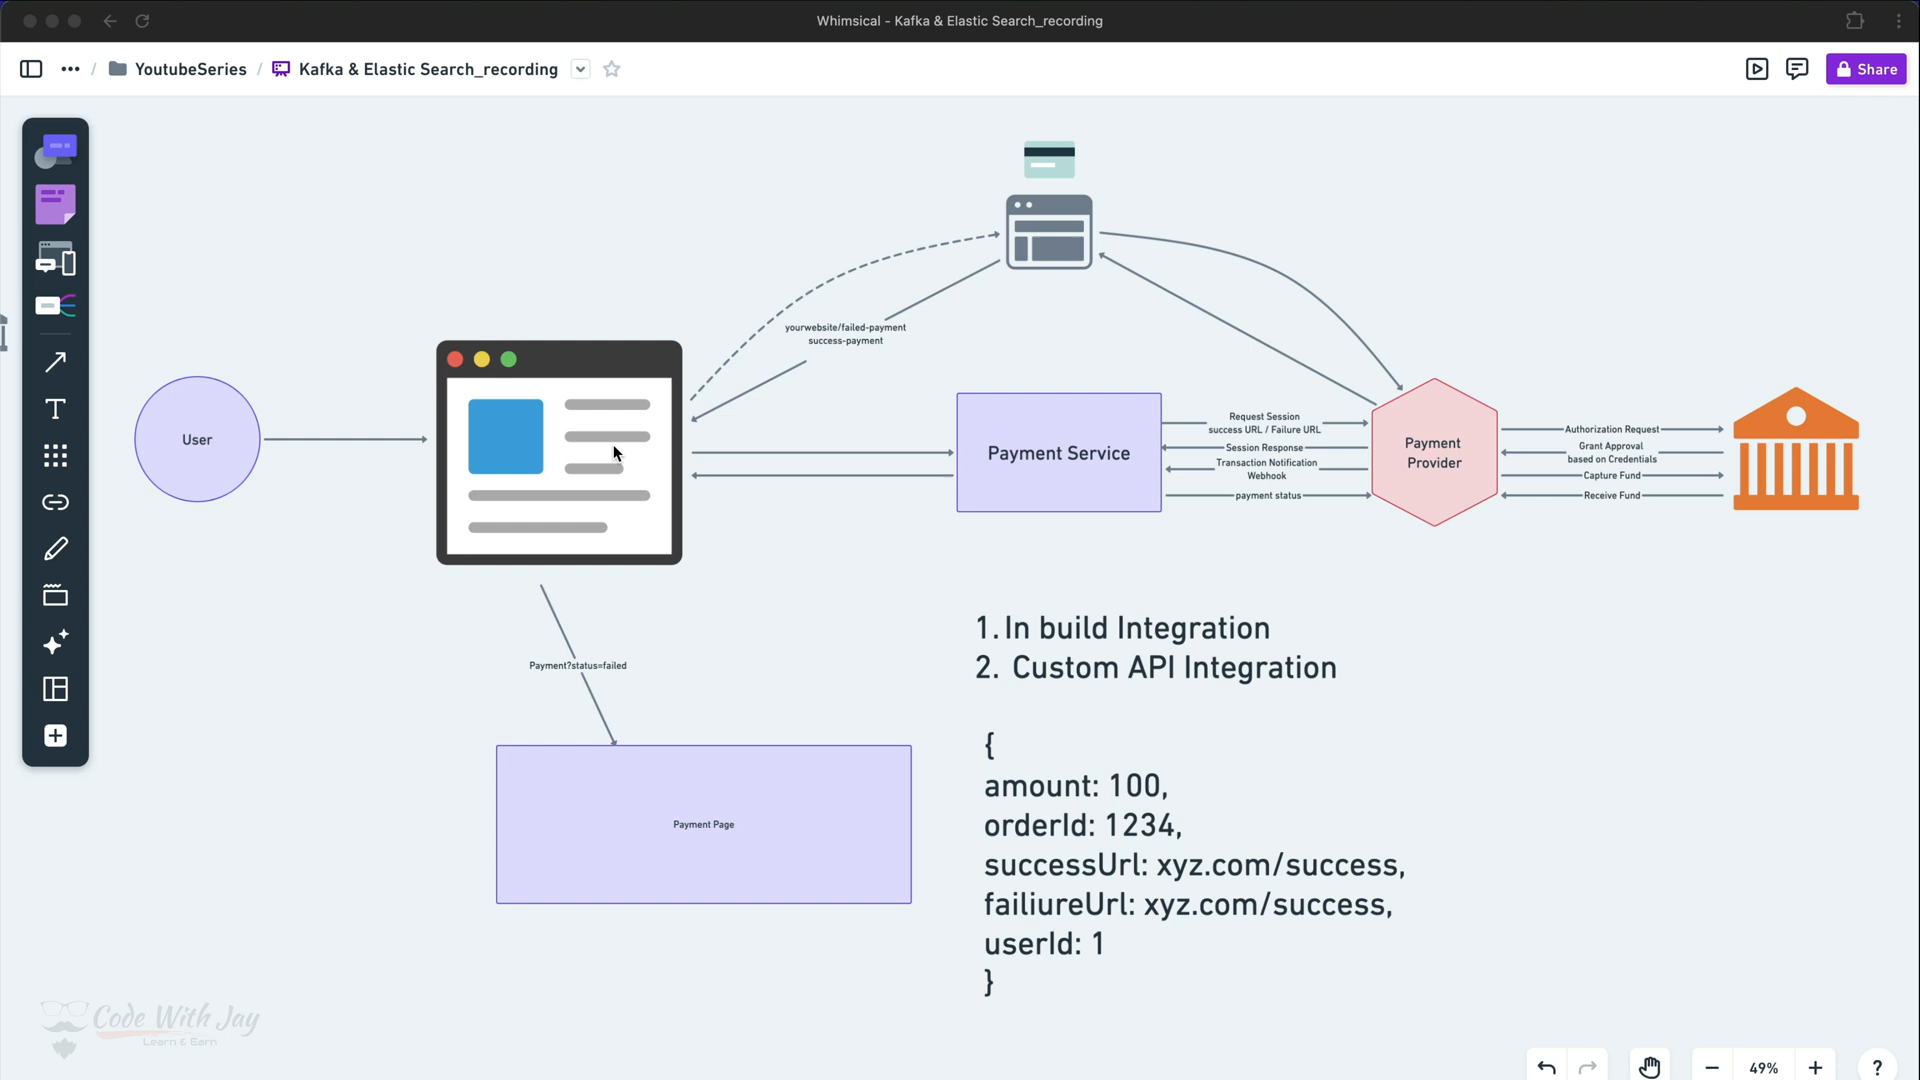 Whimsical - Kafka & Elastic Search_recording
/ YoutubeSeries / Kafka & Elastic Search_recording
Share
yourwebsite/failed-payment
success-payment
User
Payment Service
Request Session
success URL / Failure URL
Session Response
Transaction Notification
Webhook
payment status
Payment
Provider
Authorization Request
Grant Approval
based on Credentials
Capture Fund
Receive Fund
Payment?status=failed
Payment Page
1. In build Integration
2. Custom API Integration
{
amount: 100,
orderId: 1234,
successUrl: xyz.com/success,
failiureUrl: xyz.com/success,
userId: 1
}
Code With Jay
Learn & Earn
49%
?